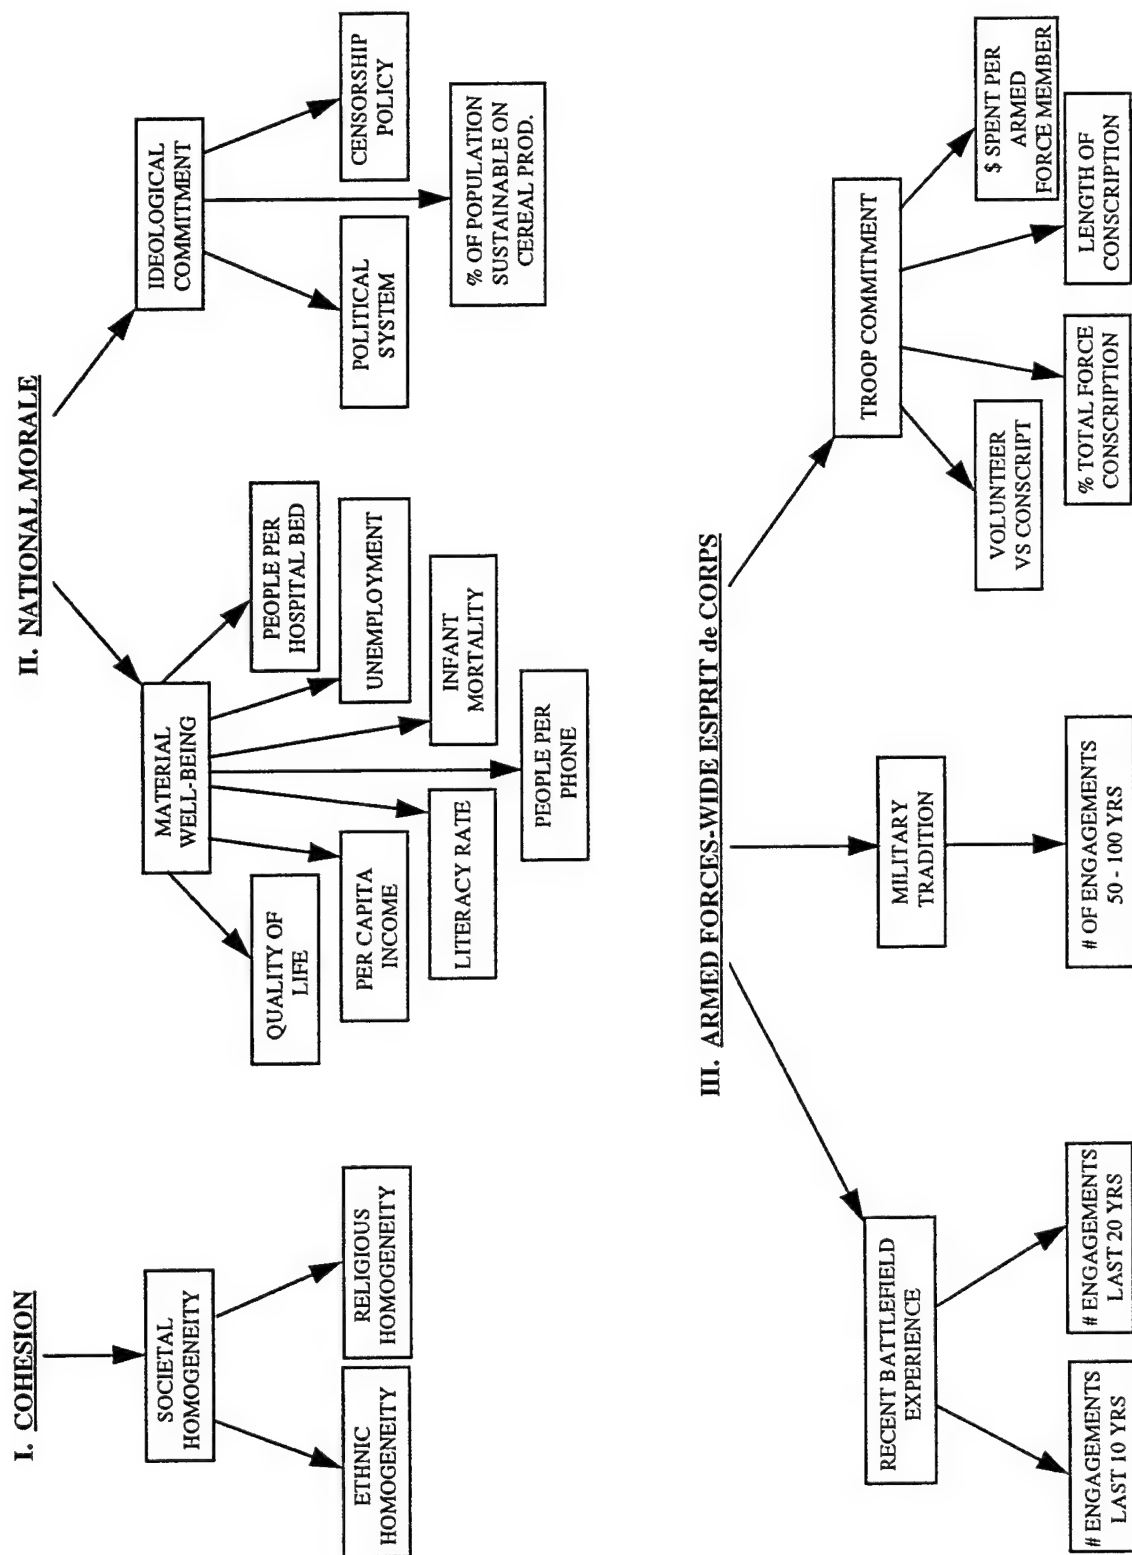 I. COHESION
SOCIETAL
HOMOGENEITY
ETHNIC
HOMOGENEITY
RELIGIOUS
HOMOGENEITY
II. NATIONAL MORALE
MATERIAL
WELL-BEING
QUALITY OF
LIFE
PEOPLE PER
HOSPITAL BED
PER CAPITA
INCOME
UNEMPLOYMENT
LITERACY RATE
INFANT
MORTALITY
PEOPLE PER
PHONE
IDEOLOGICAL
COMMITMENT
POLITICAL
SYSTEM
CENSORSHIP
POLICY
% OF POPULATION
SUSTAINABLE ON
CEREAL PROD.
III. ARMED FORCES-WIDE ESPRIT de CORPS
RECENT BATTLEFIELD
EXPERIENCE
# ENGAGEMENTS
LAST 10 YRS
# ENGAGEMENTS
LAST 20 YRS
MILITARY
TRADITION
# OF ENGAGEMENTS
50 - 100 YRS
TROOP COMMITMENT
VOLUNTEER
VS CONSCRIPT
% TOTAL FORCE
CONSCRIPTION
LENGTH OF
CONSCRIPTION
$ SPENT PER
ARMED
FORCE MEMBER